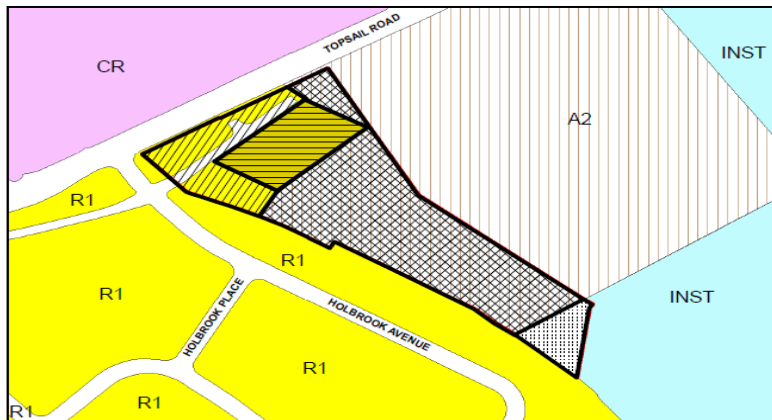 TOPSAIL ROAD
INST
CR
A2
R1
R1
R1
INST
HOLBROOK PLACE
HOLBROOK AVENUE
R1
R1
R1